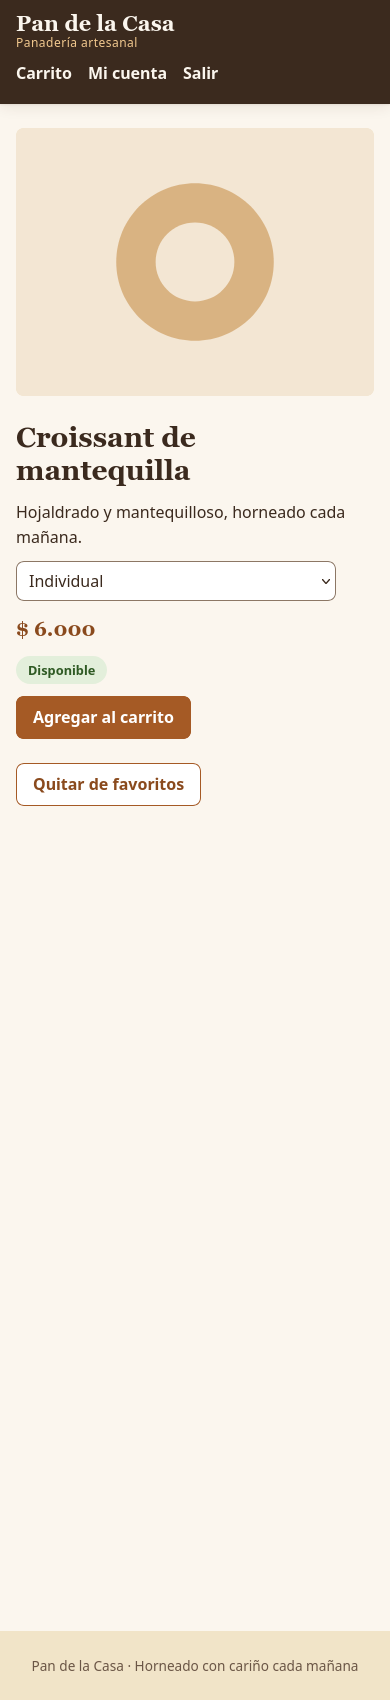 Pan de la Casa
Panadería artesanal
Carrito Mi cuenta Salir
Croissant de
mantequilla
Hojaldrado y mantequilloso, horneado cada
mañana.
Individual
$ 6.000
Disponible
Agregar al carrito
Quitar de favoritos
Pan de la Casa · Horneado con cariño cada mañana